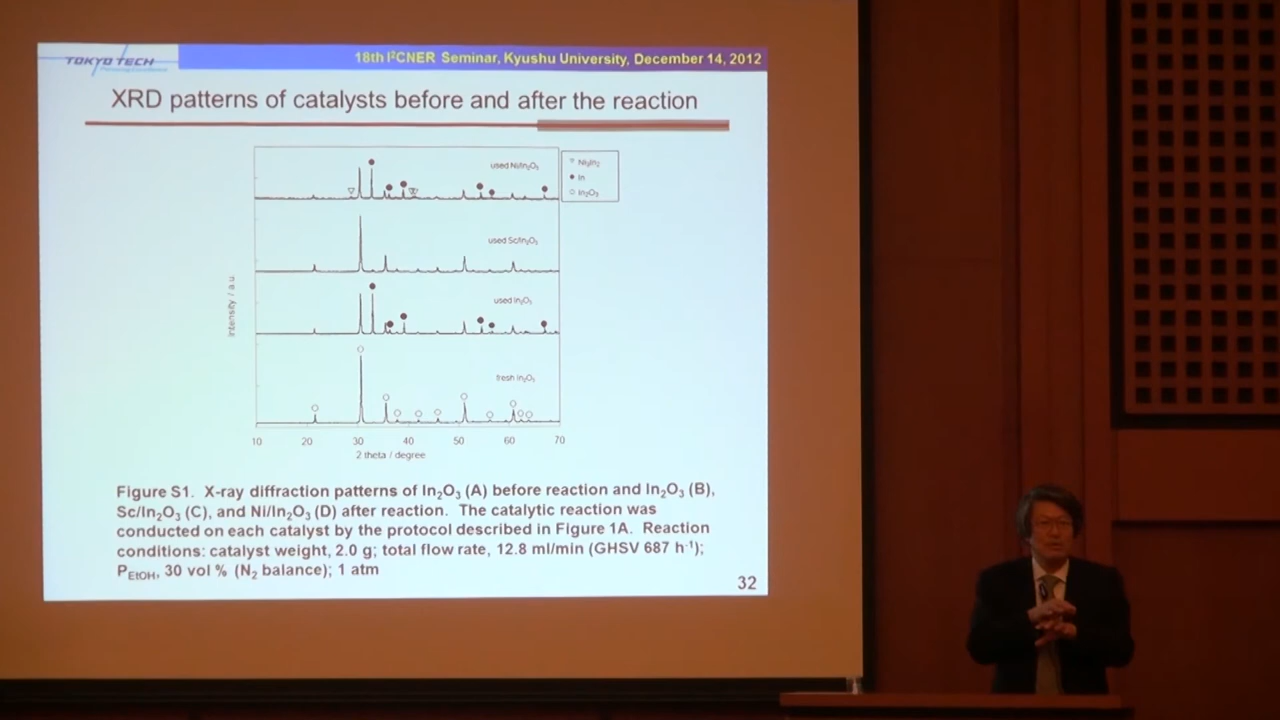 TOKYO TECH
18th I²CNER Seminar, Kyushu University, December 14, 2012
XRD patterns of catalysts before and after the reaction
used Ni/In₂O₃
In
In₂O₃
used Sc/In₂O₃
used In₂O₃
fresh In₂O₃
Intensity / a.u.
10 20 30 40 50 60 70
2 theta / degree
Figure S1. X-ray diffraction patterns of In₂O₃ (A) before reaction and In₂O₃ (B),
Sc/In₂O₃ (C), and Ni/In₂O₃ (D) after reaction. The catalytic reaction was
conducted on each catalyst by the protocol described in Figure 1A. Reaction
conditions: catalyst weight, 2.0 g; total flow rate, 12.8 ml/min (GHSV 687 h⁻¹);
P_EtOH, 30 vol % (N₂ balance); 1 atm
32